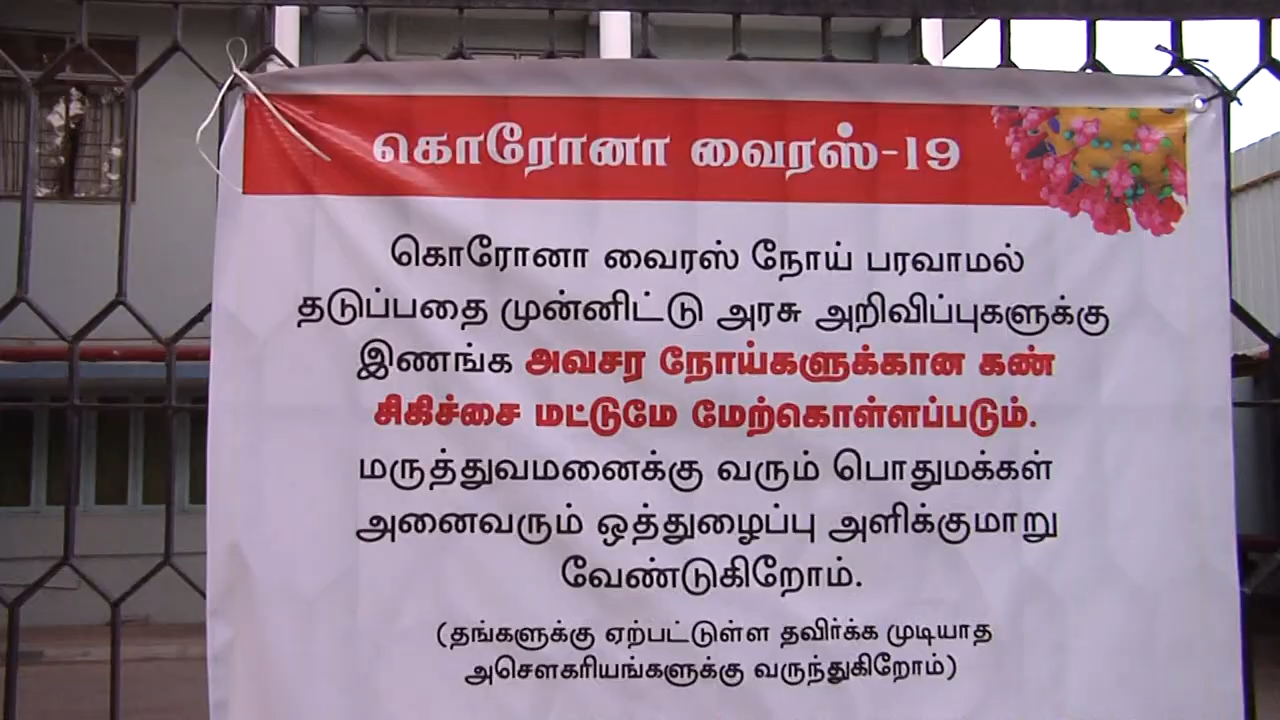 கொரோனா வைரஸ்-19
கொரோனா வைரஸ் நோய் பரவாமல்
தடுப்பதை முன்னிட்டு அரசு அறிவிப்புகளுக்கு
இணங்க அவசர நோய்களுக்கான கண்
சிகிச்சை மட்டுமே மேற்கொள்ளப்படும்.
மருத்துவமனைக்கு வரும் பொதுமக்கள்
அனைவரும் ஒத்துழைப்பு அளிக்குமாறு
வேண்டுகிறோம்.
(தங்களுக்கு ஏற்பட்டுள்ள தவிர்க்க முடியாத
அசௌகரியங்களுக்கு வருந்துகிறோம்)